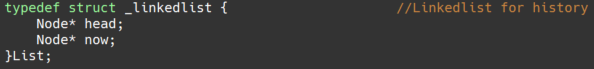 typedef struct _linkedlist { //Linkedlist for history
Node* head;
Node* now;
}List;